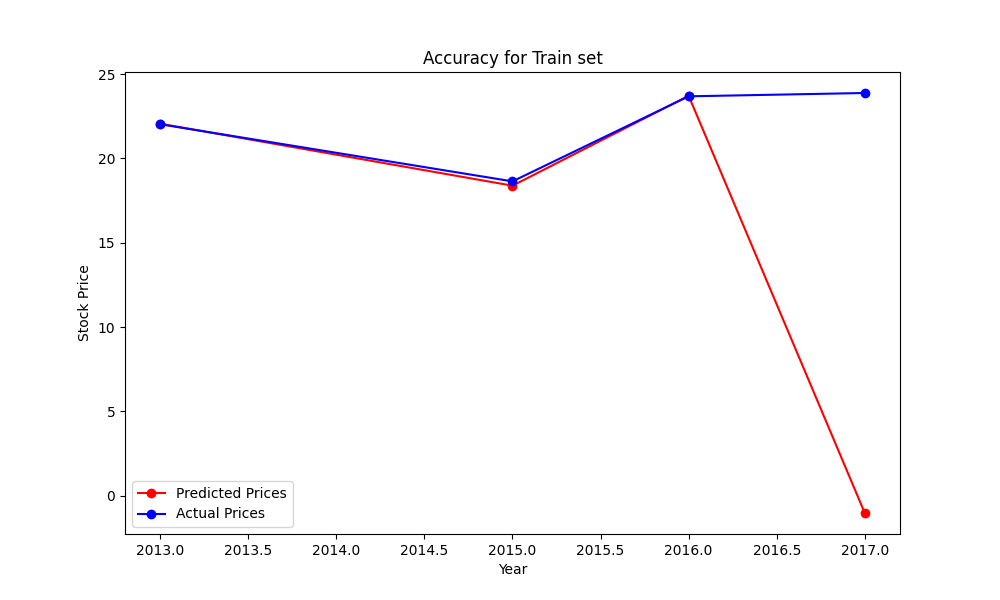 Accuracy for Train set
25
20
15
10
5
0
Stock Price
Predicted Prices
Actual Prices
2013.0 2013.5 2014.0 2014.5 2015.0 2015.5 2016.0 2016.5 2017.0
Year